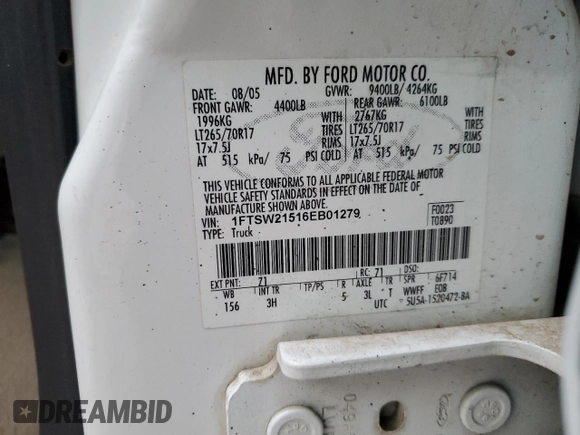 MFD. BY FORD MOTOR CO.
DATE: 08/05 GVWR: 9400LB/ 4264KG
FRONT GAWR: 4400LB REAR GAWR: 6100LB
1996KG WITH 2767KG WITH
LT265/70R17 TIRES LT265/70R17 TIRES
17x7.5J RIMS 17x7.5J RIMS
AT 515 kPa/ 75 PSI COLD AT 515 kPa/ 75 PSI COLD
THIS VEHICLE CONFORMS TO ALL APPLICABLE FEDERAL MOTOR
VEHICLE SAFETY STANDARDS IN EFFECT ON THE DATE OF
MANUFACTURE SHOWN ABOVE.
VIN: 1FTSW21516EB01279 F0023
TYPE: Truck T0890
EXT PNT: Z1 RC: 71 DSO:
WB INT TR TP/PS R AXLE TR SPR 6F714
156 3H 5 3L T WWFF E08
UTC 5U5A-1520472-BA
Ford
DREAMBID